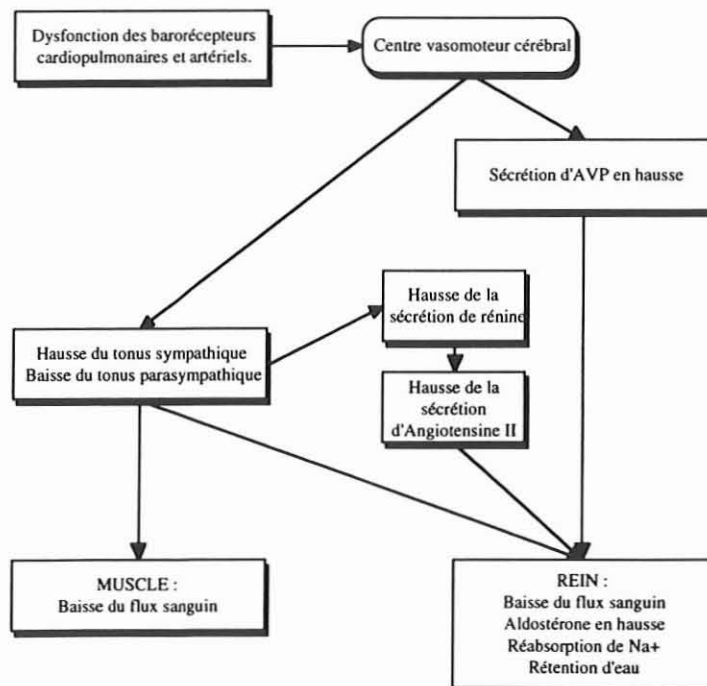 Dysfonction des barorécepteurs
cardiopulmonaires et artériels.
Centre vasomoteur cérébral
Sécrétion d'AVP en hausse
Hausse de la
sécrétion de rénine
Hausse du tonus sympathique
Baisse du tonus parasympathique
Hausse de la
sécrétion
d'Angiotensine II
MUSCLE :
Baisse du flux sanguin
REIN :
Baisse du flux sanguin
Aldostérone en hausse
Réabsorption de Na+
Rétention d'eau